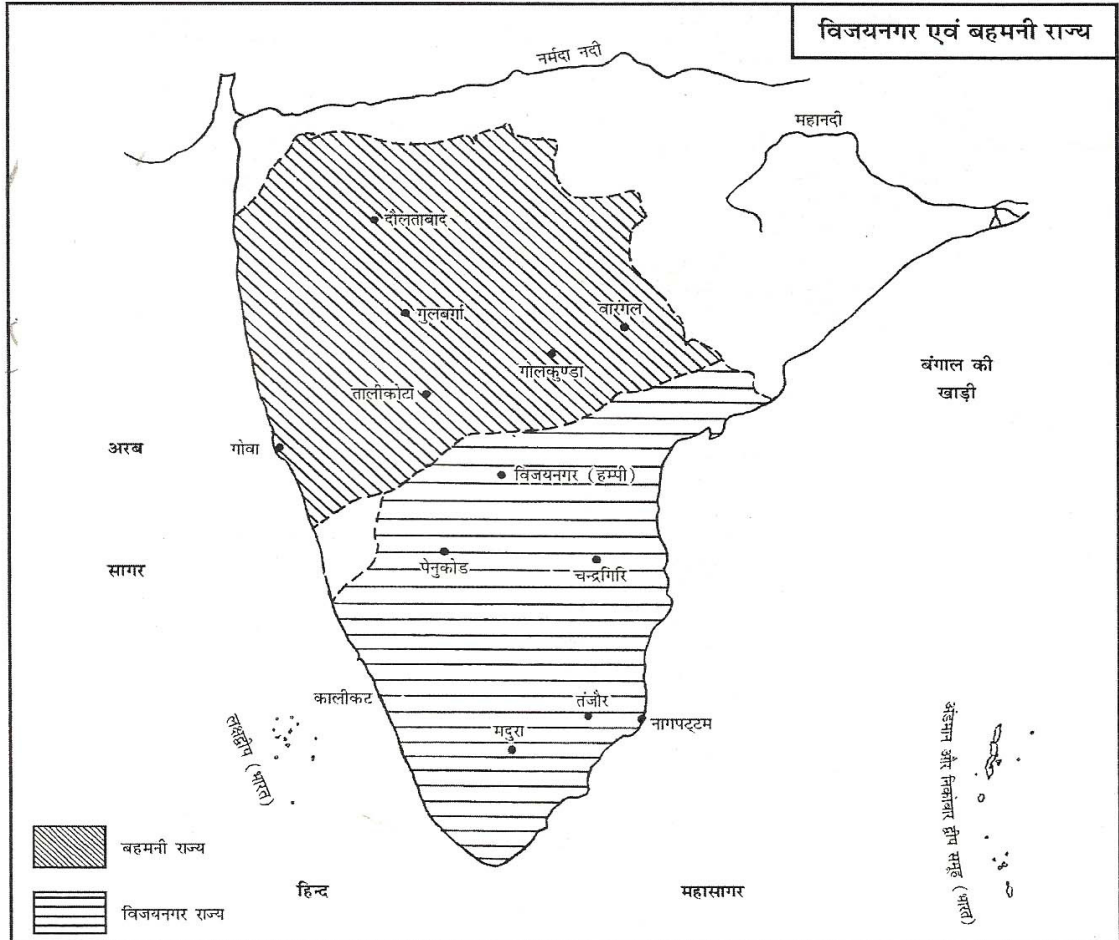 विजयनगर एवं बहमनी राज्य
नर्मदा नदी
महानदी
दौलताबाद
गुलबर्गा
वारंगल
गोलकुण्डा
तालीकोटा
बंगाल की
खाड़ी
अरब
गोवा
विजयनगर (हम्पी)
पेनुकोड
चन्द्रगिरि
सागर
कालीकट
तंजौर
नागपट्टम
मदुरा
लक्षद्वीप (भारत)
अंडमान और निकोबार द्वीप समूह (भारत)
बहमनी राज्य
हिन्द
महासागर
विजयनगर राज्य